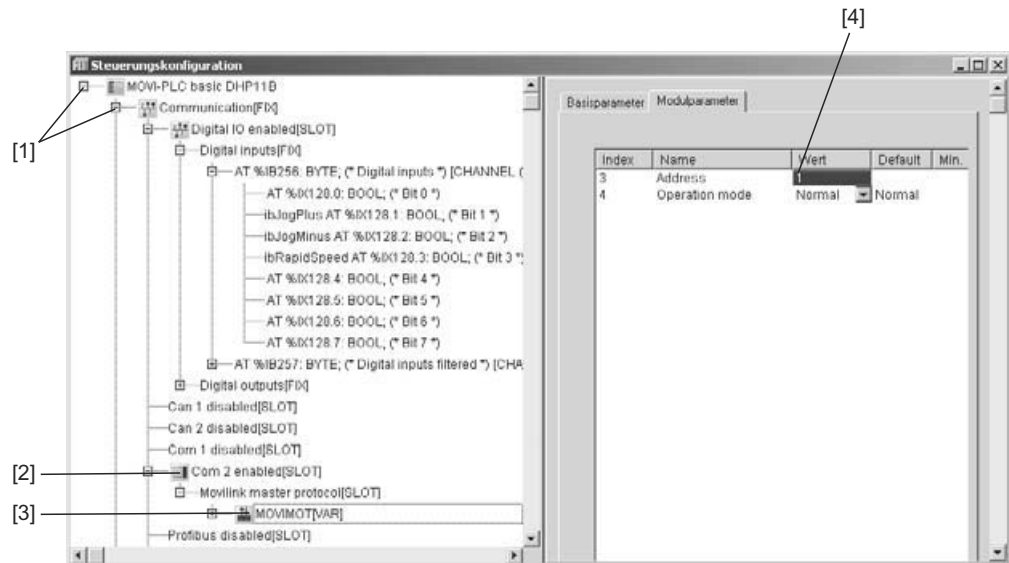 [4]
Steuerungskonfiguration
MOVI-PLC basic DHP11B
Communication[FIX]
Digital IO enabled[SLOT]
Digital inputs[FIX]
AT %IB256: BYTE; (* Digital inputs *) [CHANNEL (
AT %IX128.0: BOOL; (* Bit 0 *)
ibJogPlus AT %IX128.1: BOOL; (* Bit 1 *)
ibJogMinus AT %IX128.2: BOOL; (* Bit 2 *)
ibRapidSpeed AT %IX128.3: BOOL; (* Bit 3 *)
AT %IX128.4: BOOL; (* Bit 4 *)
AT %IX128.5: BOOL; (* Bit 5 *)
AT %IX128.6: BOOL; (* Bit 6 *)
AT %IX128.7: BOOL; (* Bit 7 *)
AT %IB257: BYTE; (* Digital inputs filtered *) [CHA
Digital outputs[FIX]
Can 1 disabled[SLOT]
Can 2 disabled[SLOT]
Com 1 disabled[SLOT]
Com 2 enabled[SLOT]
Movilink master protocol[SLOT]
MOVIMOT[VAR]
Profibus disabled[SLOT]
[1]
[2]
[3]
Basisparameter Modulparameter
Index Name Wert Default Min.
3 Address 1
4 Operation mode Normal Normal